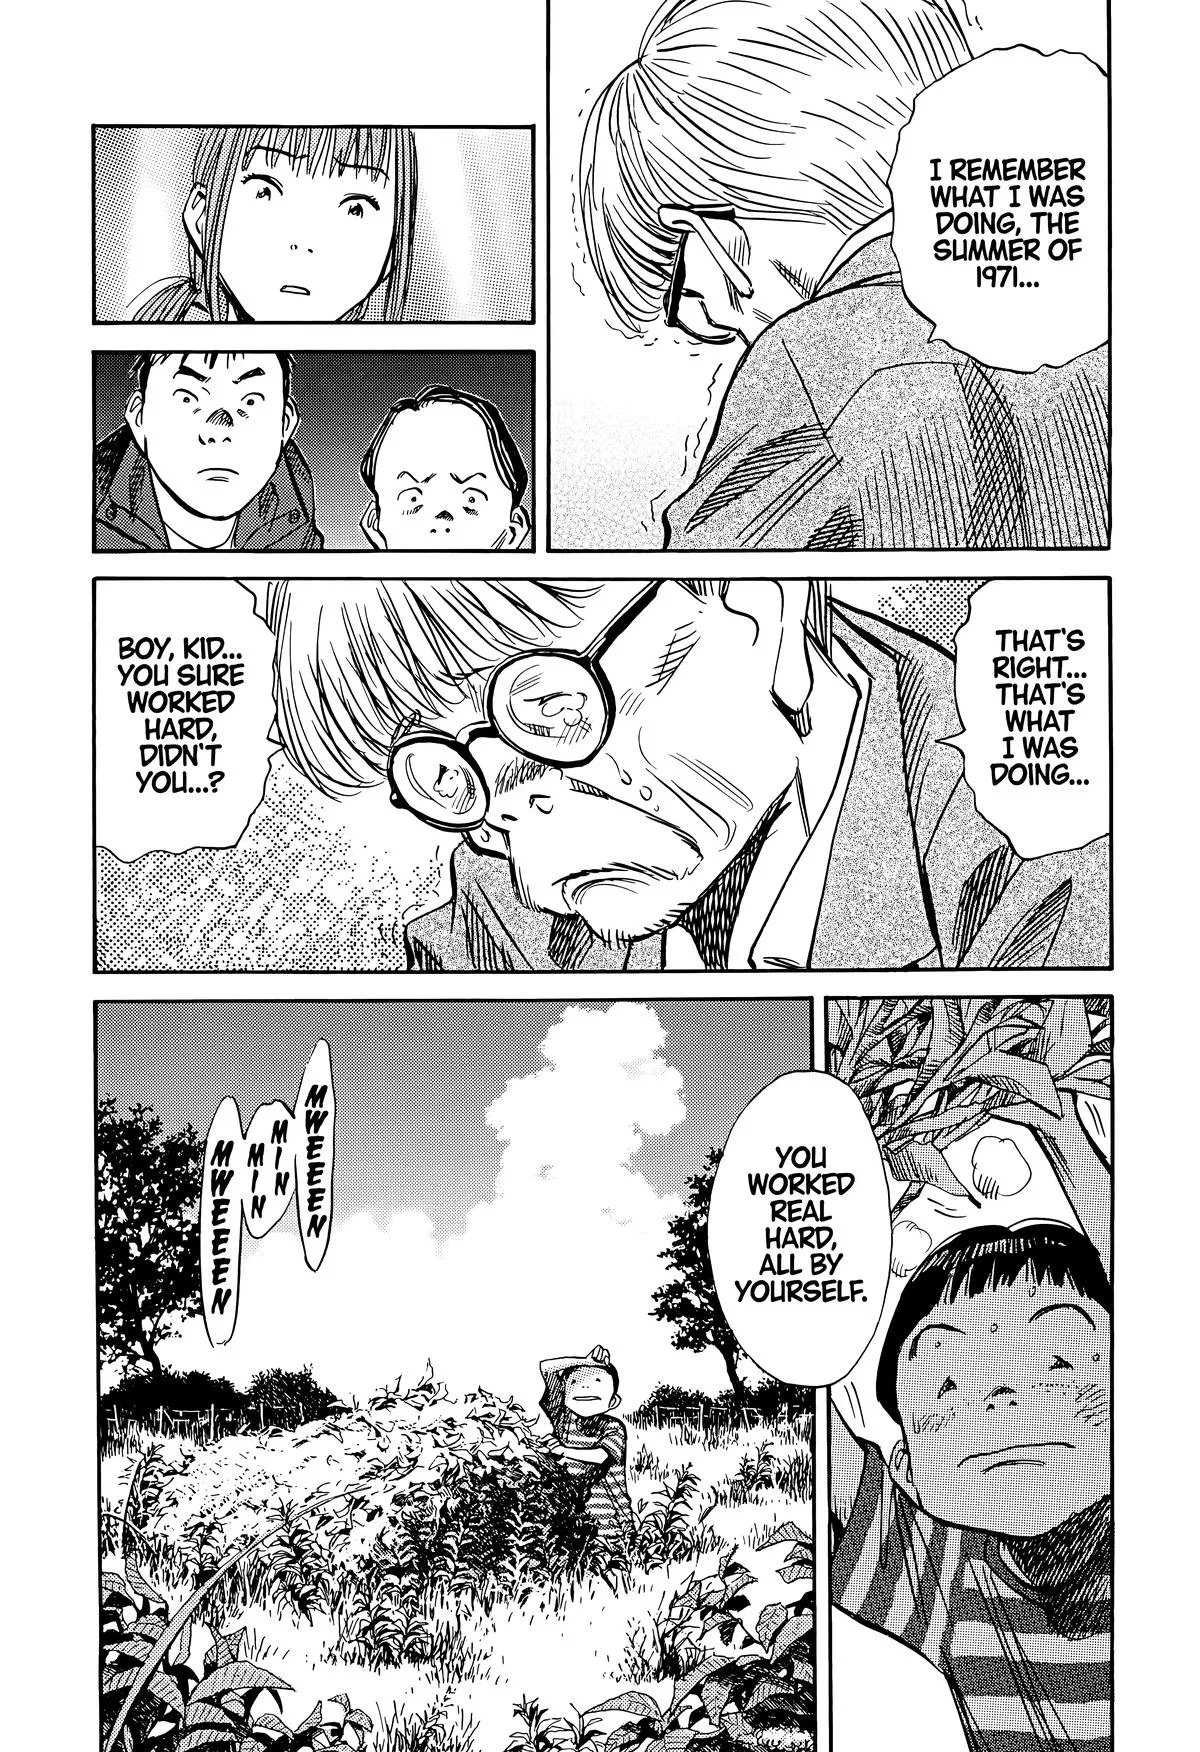 I REMEMBER
WHAT I WAS
DOING, THE
SUMMER OF
1971...
THAT'S
RIGHT...
THAT'S
WHAT
I WAS
DOING...
BOY, KID...
YOU SURE
WORKED
HARD,
DIDN'T
YOU...?
YOU
WORKED
REAL
HARD,
ALL BY
YOURSELF.
MWEEEN
MIN
MIN
MWEEEEN